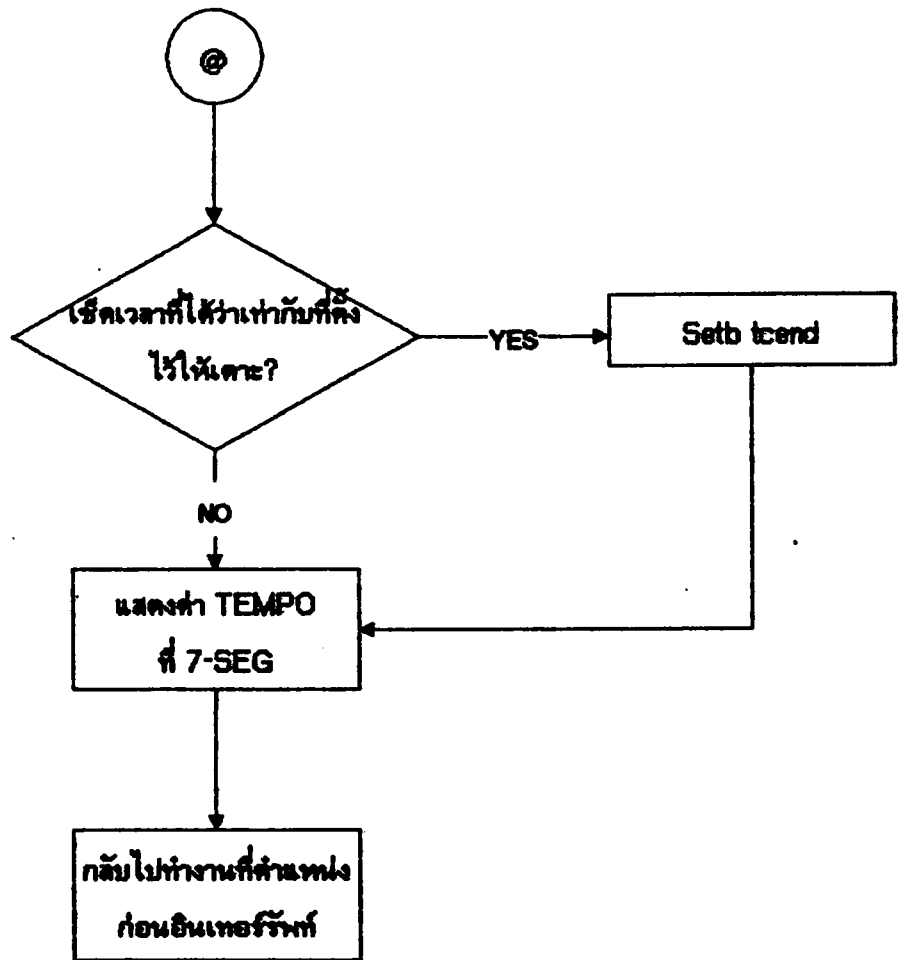 @
เช็คเวลาที่ได้ว่าเท่ากับที่ตั้ง
ไว้ให้เคาะ?
YES
Setb tcend
NO
แสดงค่า TEMPO
ที่ 7-SEG
กลับไปทำงานที่ตำแหน่ง
ก่อนอินเทอร์รัพท์